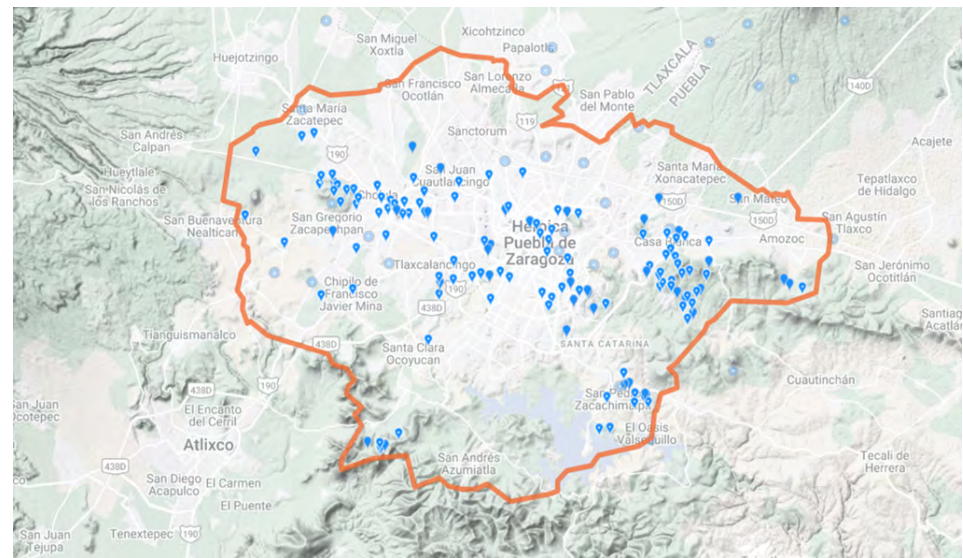 Xicohtzinco
San Miguel
Xoxtla
Papalotla
Huejotzingo
TLAXCALA
PUEBLA
San Francisco
Ocotlán
San Lorenzo
Almecatla
140D
San Pablo
del Monte
Santa María
Zacatepec
119
Sanctorum
San Andrés
Calpan
Acajete
190
Hueytlale
San Juan
Cuautlancingo
Santa María
Xonacatepec
Tepatlaxco
de Hidalgo
San Nicolás de
los Ranchos
Cholula
150D
San Mateo
San Buenaventura
Nealtican
San Gregorio
Zacapechpan
Heroica
Puebla de
Zaragoza
150D
San Agustín
Tlaxco
Casa Blanca
Amozoc
Tlaxcalancingo
San Jerónimo
Ocotitlán
Chipilo de
Francisco
Javier Mina
190
438D
Santiago
Acatlán
Tianguismanalco
438D
Santa Clara
Ocoyucan
SANTA CATARINA
438D
190
Cuautinchán
San Juan
Ocotepec
El Encanto
del Cerril
San Pedro
Zacachimalpa
Atlixco
El Oasis
Valsequillo
Tecali de
Herrera
438D
San Andrés
Azumiatla
San Diego
Acapulco
El Carmen
El Puente
San Juan
Tejupa
Tenextepec
190